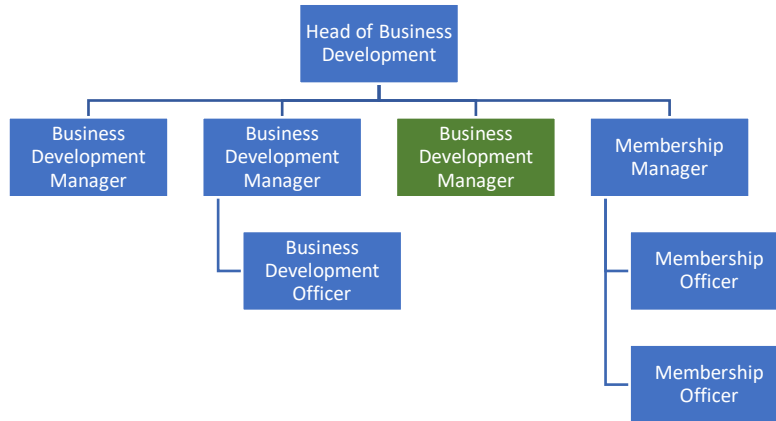 Head of Business
Development
Business
Development
Manager
Business
Development
Manager
Business
Development
Manager
Membership
Manager
Business
Development
Officer
Membership
Officer
Membership
Officer